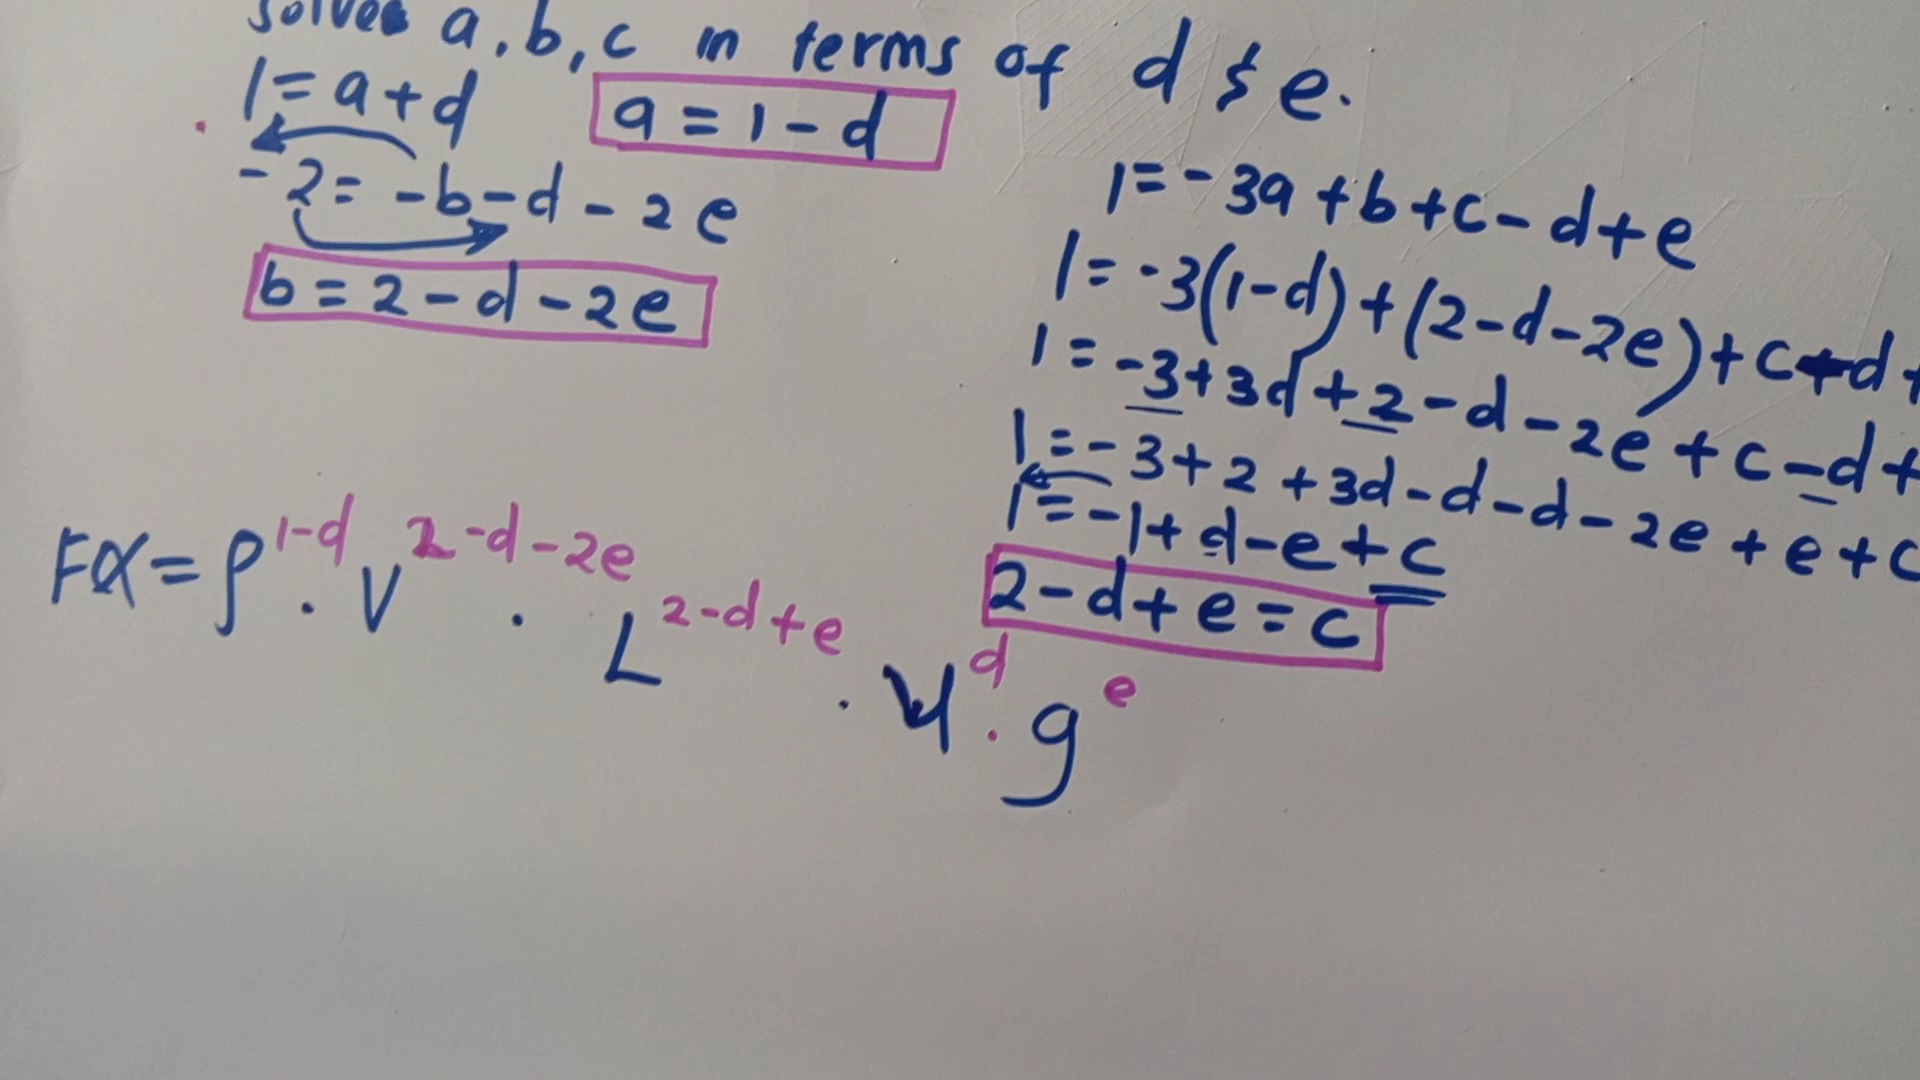 solves a, b, c in terms of d & e.
1 = a + d
a = 1 - d
- 2 = - b - d - 2e
b = 2 - d - 2e
1 = - 3a + b + c - d + e
1 = - 3(1 - d) + (2 - d - 2e) + c - d +
1 = - 3 + 3d + 2 - d - 2e + c - d +
1 = - 3 + 2 + 3d - d - d - 2e + e + c
1 = - 1 + d - e + c
2 - d + e = c
Fα = ρ^{1-d} . V^{2-d-2e} . L^{2-d+e} . μ^{d} . g^{e}